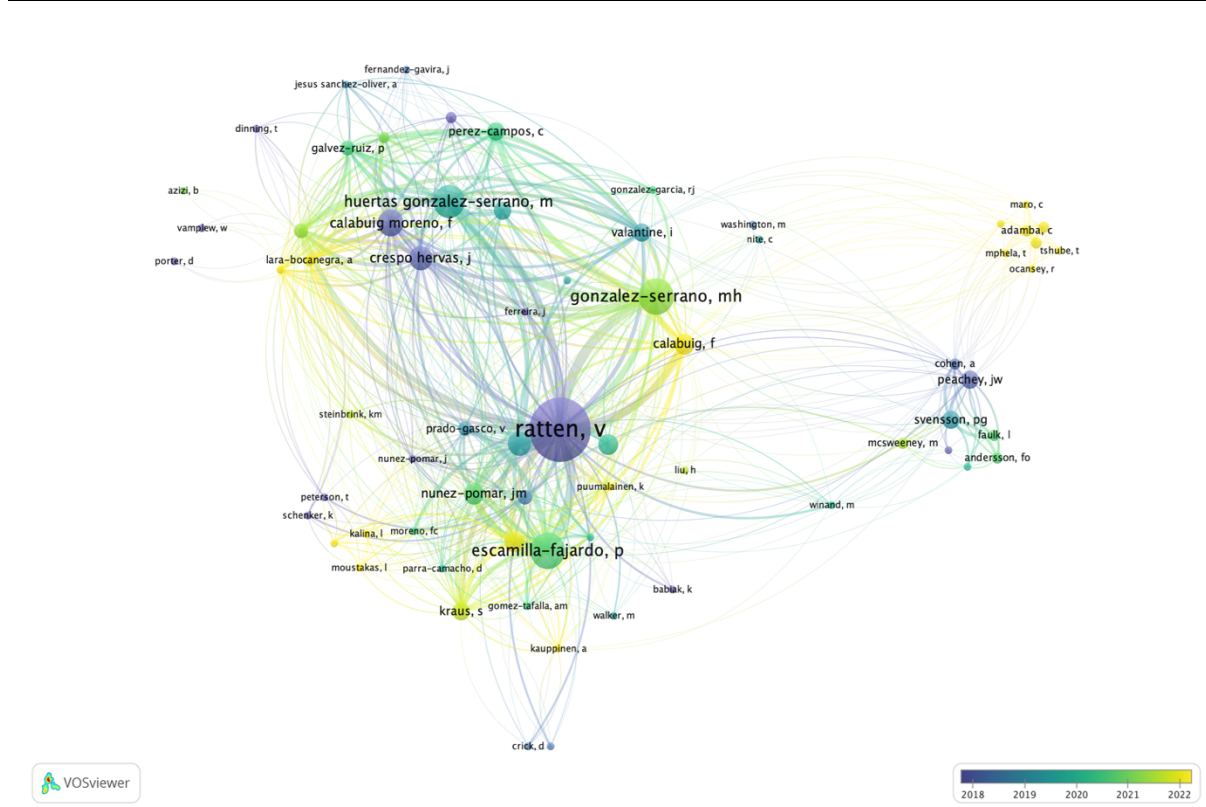 fernandez-gavira, j
jesus sanchez-oliver, a
dinning, t
perez-campos, c
galvez-ruiz, p
azizi, b
gonzalez-garcia, rj
huertas gonzalez-serrano, m
maro, c
calabuig moreno, f
washington, m
vamplew, w
valantine, i
adamba, c
nite, c
tshube, t
mphela, t
crespo hervas, j
lara-bocanegra, a
porter, d
ocansey, r
gonzalez-serrano, mh
ferreira, j
calabuig, f
cohen, a
peachey, jw
steinbrink, km
svensson, pg
prado-gasco, v
ratten, v
faulk, l
mcsweeney, m
nunez-pomar, j
andersson, fo
liu, h
puumalainen, k
nunez-pomar, jm
peterson, t
winand, m
schenker, k
moreno, fc
kalina, l
escamilla-fajardo, p
moustakas, l
parra-camacho, d
babiak, k
gomez-tafalla, am
kraus, s
walker, m
kauppinen, a
crick, d
VOSviewer
2018 2019 2020 2021 2022